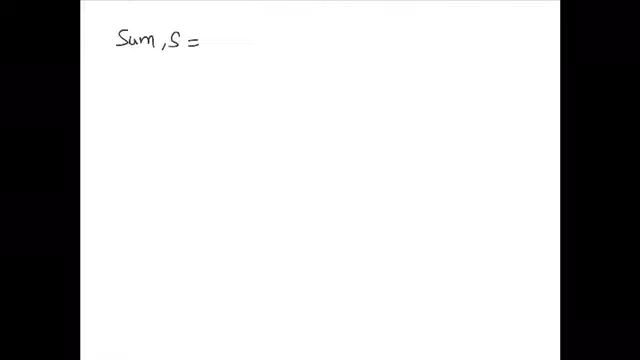 Sum, S =